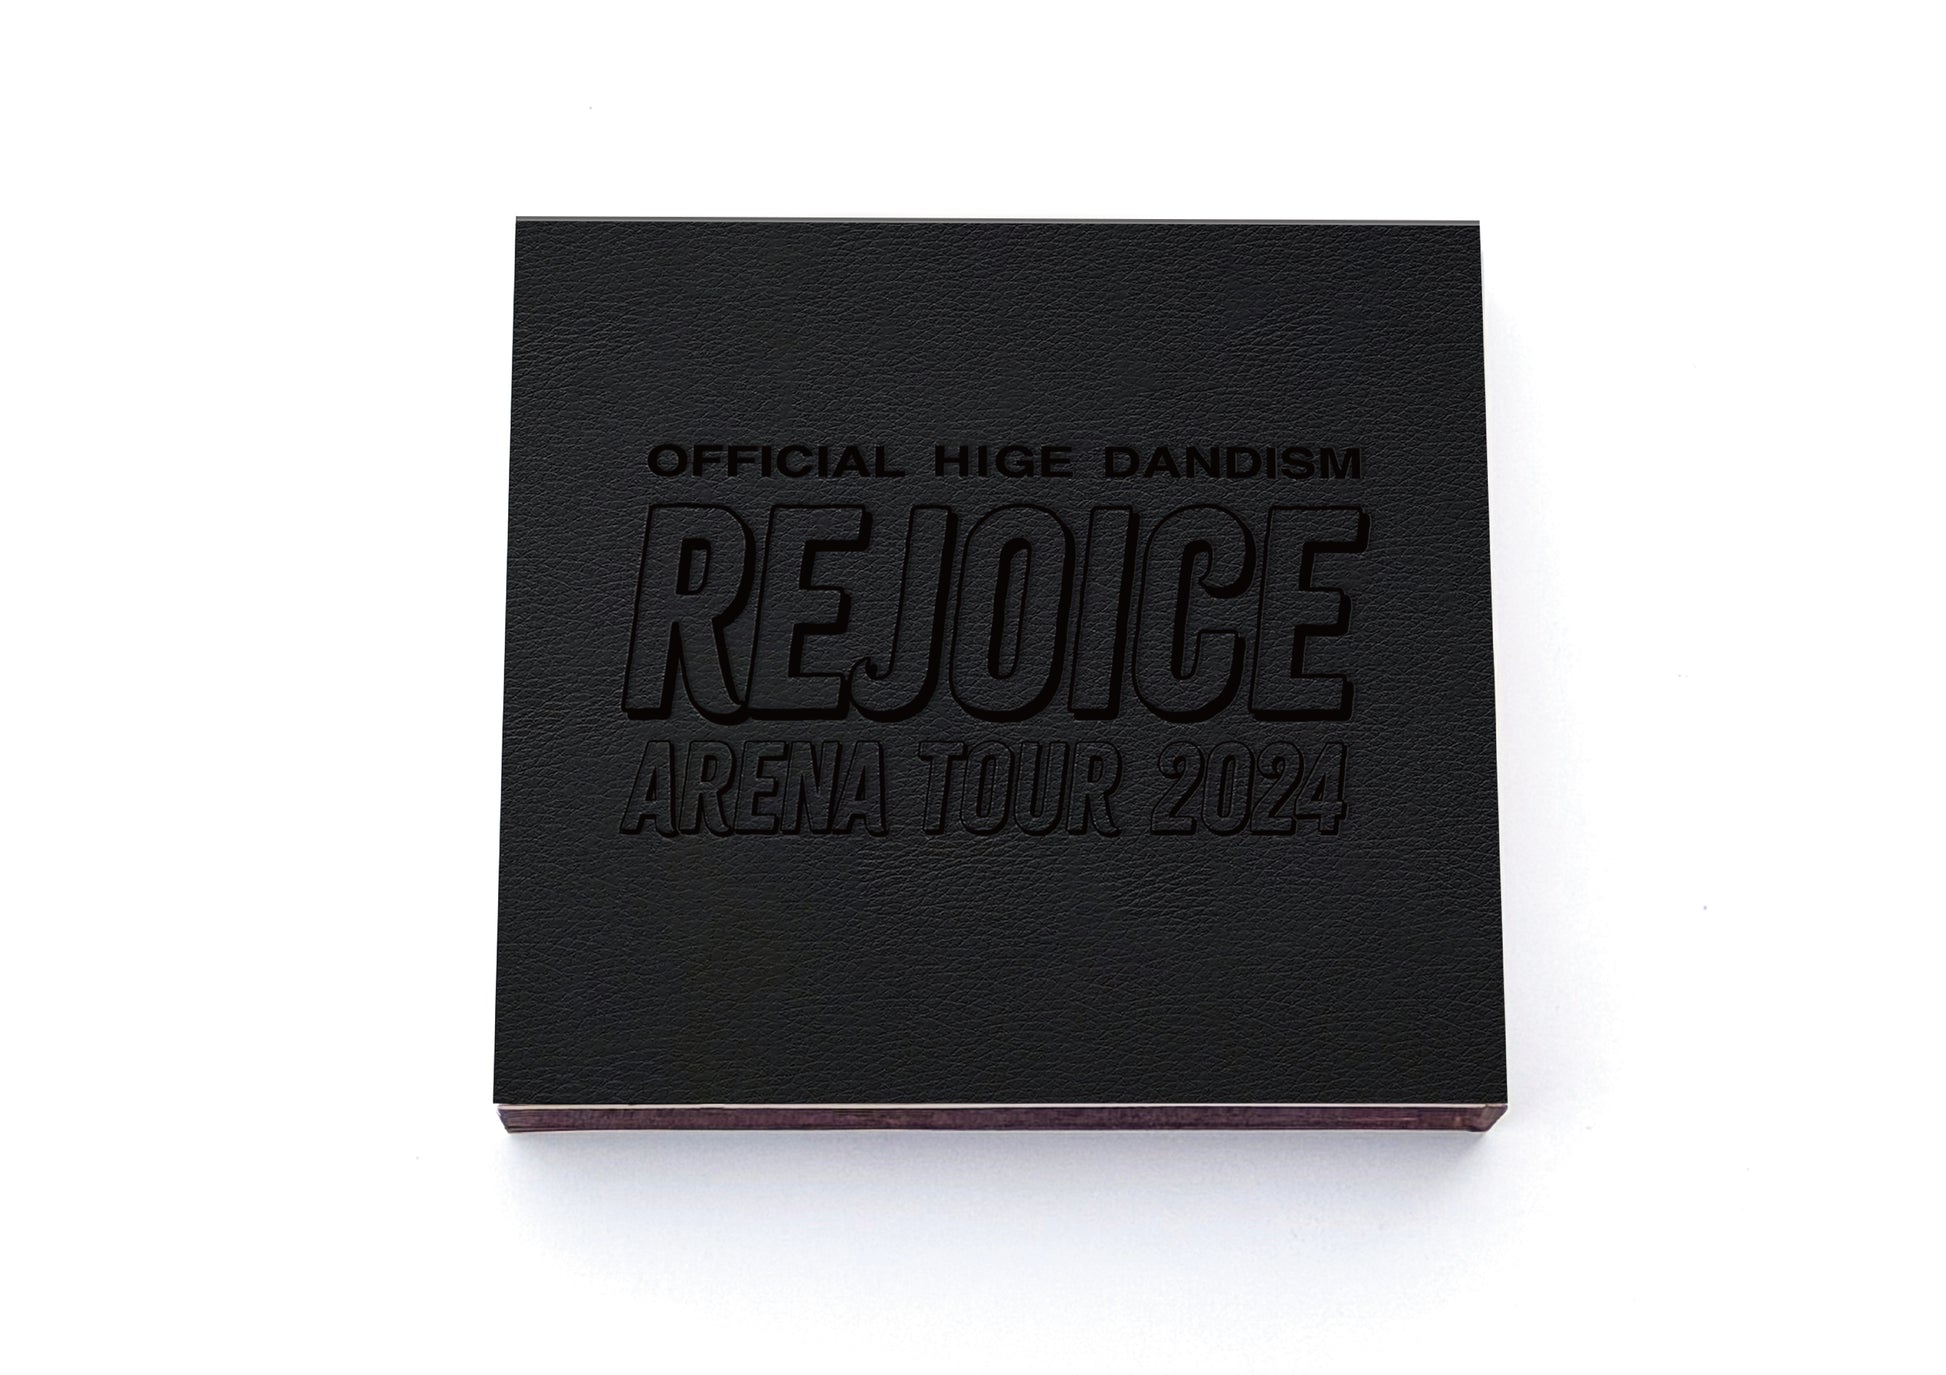 OFFICIAL HIGE DANDISM
REJOICE
ARENA TOUR 2024